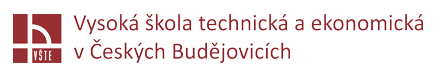 VŠTE
Vysoká škola technická a ekonomická
v Českých Budějovicích